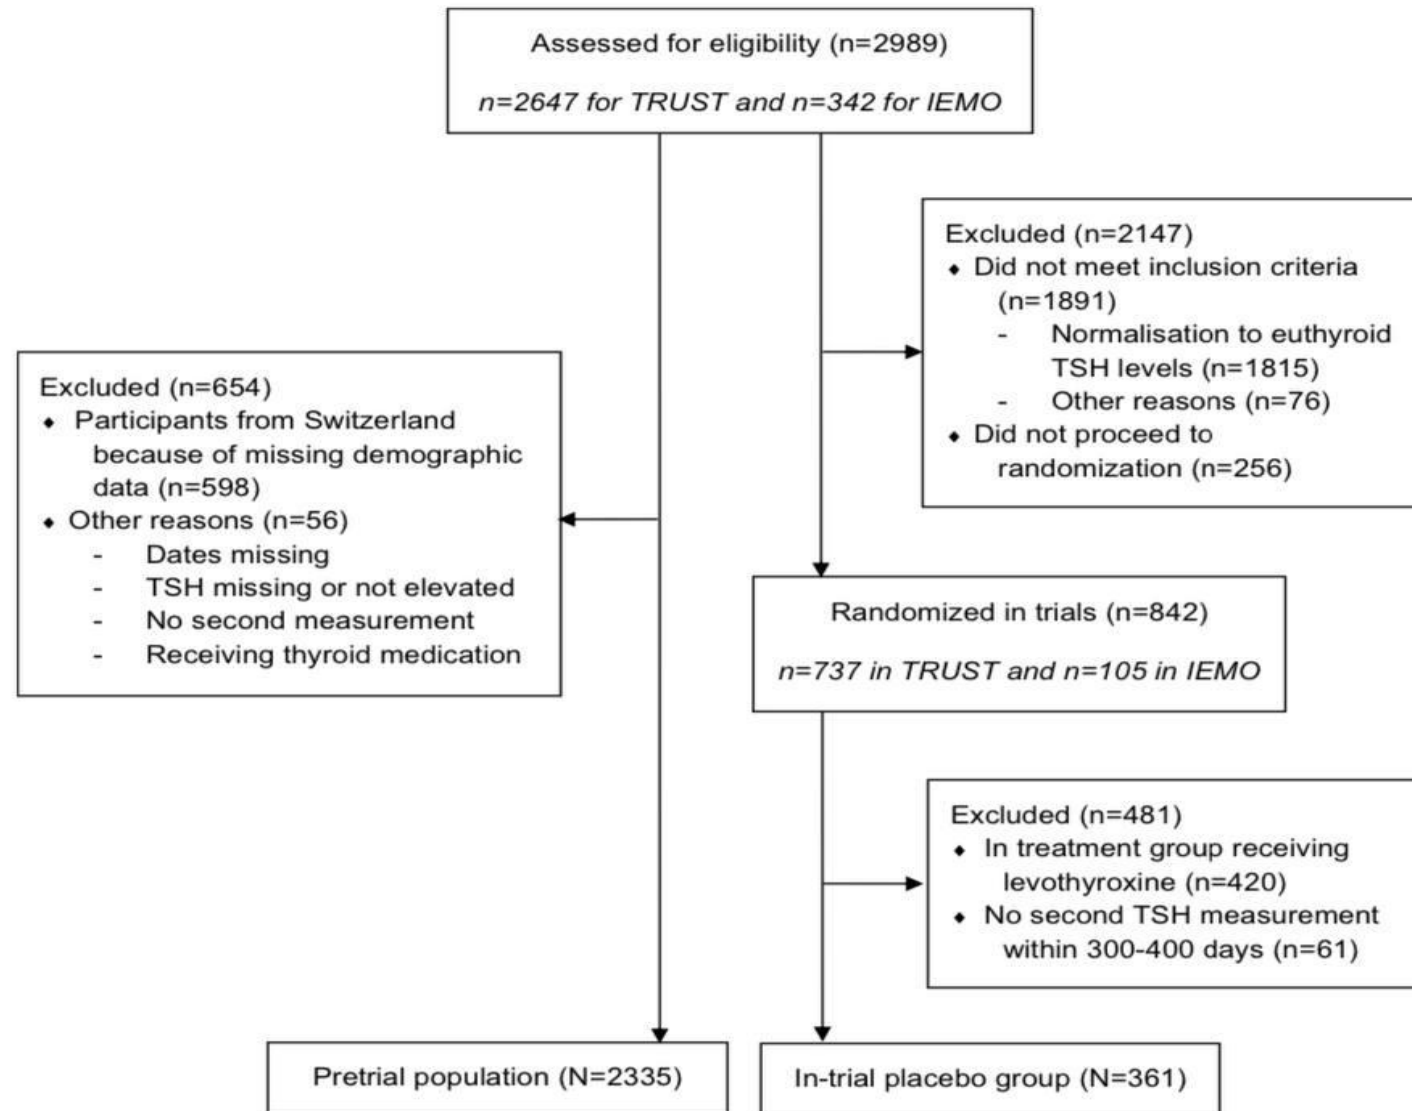 Assessed for eligibility (n=2989)
n=2647 for TRUST and n=342 for IEMO
Excluded (n=2147)
⬥ Did not meet inclusion criteria
(n=1891)
- Normalisation to euthyroid
TSH levels (n=1815)
- Other reasons (n=76)
⬥ Did not proceed to
randomization (n=256)
Excluded (n=654)
⬥ Participants from Switzerland
because of missing demographic
data (n=598)
⬥ Other reasons (n=56)
- Dates missing
- TSH missing or not elevated
- No second measurement
- Receiving thyroid medication
Randomized in trials (n=842)
n=737 in TRUST and n=105 in IEMO
Excluded (n=481)
⬥ In treatment group receiving
levothyroxine (n=420)
⬥ No second TSH measurement
within 300-400 days (n=61)
Pretrial population (N=2335)
In-trial placebo group (N=361)